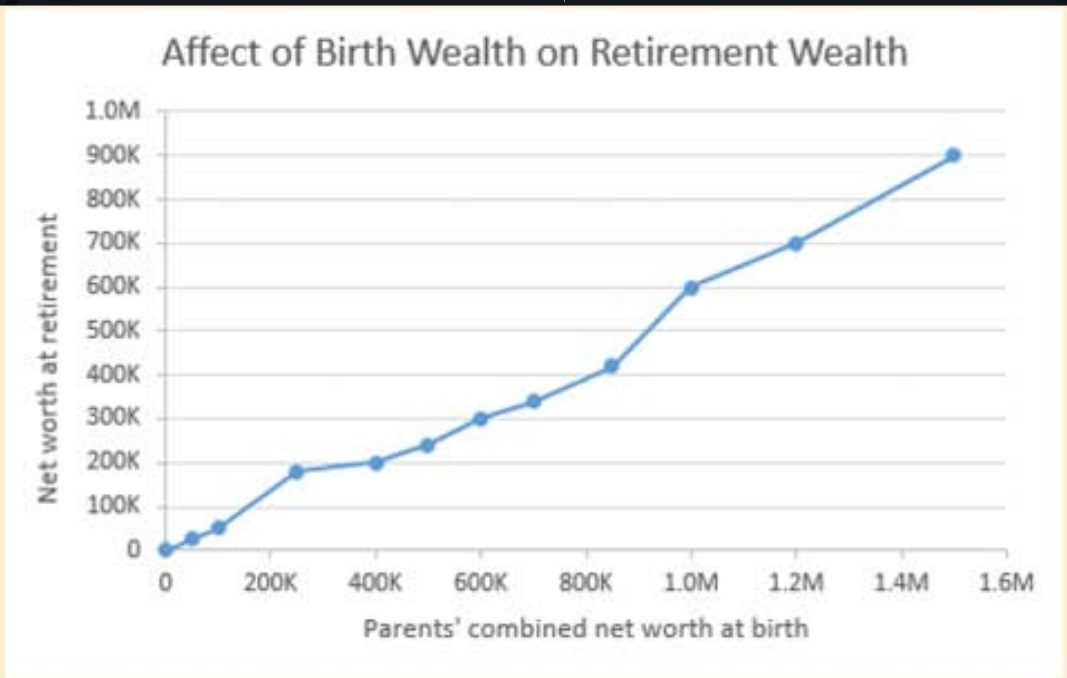 Affect of Birth Wealth on Retirement Wealth
1.0M
900K
800K
700K
600K
500K
400K
300K
200K
100K
0
Net worth at retirement
0 200K 400K 600K 800K 1.0M 1.2M 1.4M 1.6M
Parents' combined net worth at birth